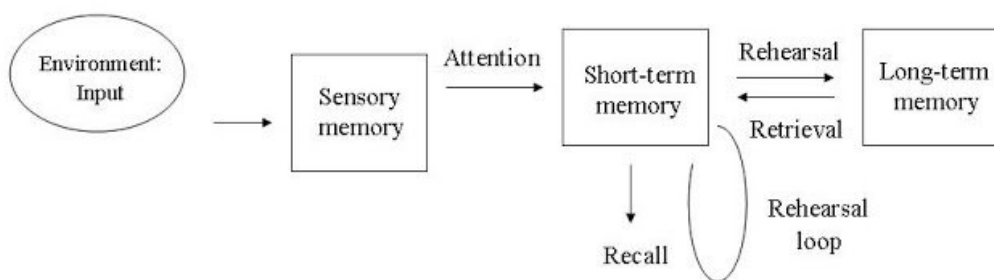 Environment:
Input
Sensory
memory
Attention
Short-term
memory
Rehearsal
Retrieval
Long-term
memory
Recall
Rehearsal
loop